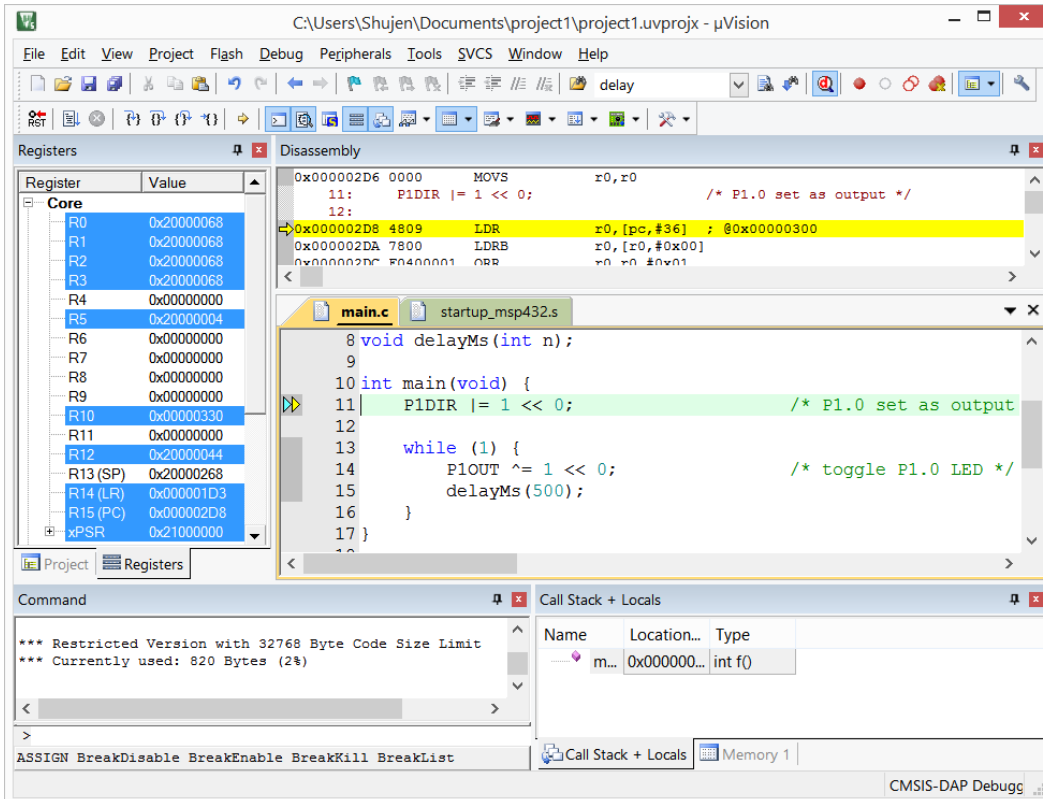 C:\Users\Shujen\Documents\project1\project1.uvprojx - µVision
File Edit View Project Flash Debug Peripherals Tools SVCS Window Help
delay
RST
Registers
Register Value
Core
R0 0x20000068
R1 0x20000068
R2 0x20000068
R3 0x20000068
R4 0x00000000
R5 0x20000004
R6 0x00000000
R7 0x00000000
R8 0x00000000
R9 0x00000000
R10 0x00000330
R11 0x00000000
R12 0x20000044
R13 (SP) 0x20000268
R14 (LR) 0x000001D3
R15 (PC) 0x000002D8
xPSR 0x21000000
Project Registers
Disassembly
0x000002D6 0000 MOVS r0,r0
11: P1DIR |= 1 << 0; /* P1.0 set as output */
12:
0x000002D8 4809 LDR r0,[pc,#36] ; @0x00000300
0x000002DA 7800 LDRB r0,[r0,#0x00]
0x000002DC F0400001 ORR r0,r0,#0x01
main.c startup_msp432.s
8 void delayMs(int n);
9
10 int main(void) {
11 P1DIR |= 1 << 0; /* P1.0 set as output
12
13 while (1) {
14 P1OUT ^= 1 << 0; /* toggle P1.0 LED */
15 delayMs(500);
16 }
17 }
Command
*** Restricted Version with 32768 Byte Code Size Limit
*** Currently used: 820 Bytes (2%)
>
ASSIGN BreakDisable BreakEnable BreakKill BreakList
Call Stack + Locals
Name Location... Type
m... 0x000000... int f()
Call Stack + Locals Memory 1
CMSIS-DAP Debugg